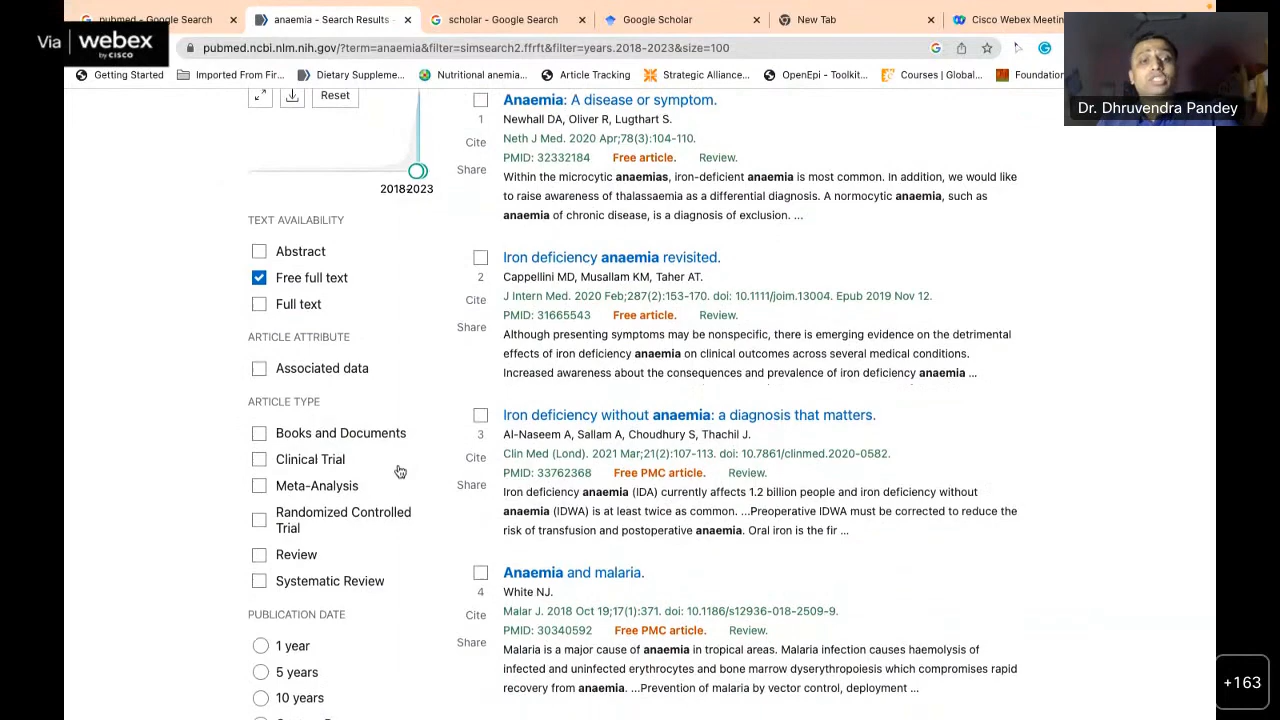 Via webex
by CISCO
pubmed - Google Search
anaemia - Search Results -
scholar - Google Search
Google Scholar
New Tab
Cisco Webex Meetin
pubmed.ncbi.nlm.nih.gov/?term=anaemia&filter=simsearch2.ffrft&filter=years.2018-2023&size=100
Getting Started
Imported From Fir...
Dietary Suppleme...
Nutritional anemia...
Article Tracking
Strategic Alliance...
OpenEpi - Toolkit...
Courses | Global...
Foundation
Dr. Dhruvendra Pandey
Reset
2018
2023
TEXT AVAILABILITY
Abstract
Free full text
Full text
ARTICLE ATTRIBUTE
Associated data
ARTICLE TYPE
Books and Documents
Clinical Trial
Meta-Analysis
Randomized Controlled
Trial
Review
Systematic Review
PUBLICATION DATE
1 year
5 years
10 years
Anaemia: A disease or symptom.
1
Newhall DA, Oliver R, Lugthart S.
Cite
Neth J Med. 2020 Apr;78(3):104-110.
PMID: 32332184 Free article. Review.
Share
Within the microcytic anaemias, iron-deficient anaemia is most common. In addition, we would like
to raise awareness of thalassaemia as a differential diagnosis. A normocytic anaemia, such as
anaemia of chronic disease, is a diagnosis of exclusion. ...
Iron deficiency anaemia revisited.
2
Cappellini MD, Musallam KM, Taher AT.
Cite
J Intern Med. 2020 Feb;287(2):153-170. doi: 10.1111/joim.13004. Epub 2019 Nov 12.
PMID: 31665543 Free article. Review.
Share
Although presenting symptoms may be nonspecific, there is emerging evidence on the detrimental
effects of iron deficiency anaemia on clinical outcomes across several medical conditions.
Increased awareness about the consequences and prevalence of iron deficiency anaemia ...
Iron deficiency without anaemia: a diagnosis that matters.
3
Al-Naseem A, Sallam A, Choudhury S, Thachil J.
Cite
Clin Med (Lond). 2021 Mar;21(2):107-113. doi: 10.7861/clinmed.2020-0582.
PMID: 33762368 Free PMC article. Review.
Share
Iron deficiency anaemia (IDA) currently affects 1.2 billion people and iron deficiency without
anaemia (IDWA) is at least twice as common. ...Preoperative IDWA must be corrected to reduce the
risk of transfusion and postoperative anaemia. Oral iron is the fir ...
Anaemia and malaria.
4
White NJ.
Cite
Malar J. 2018 Oct 19;17(1):371. doi: 10.1186/s12936-018-2509-9.
PMID: 30340592 Free PMC article. Review.
Share
Malaria is a major cause of anaemia in tropical areas. Malaria infection causes haemolysis of
infected and uninfected erythrocytes and bone marrow dyserythropoiesis which compromises rapid
recovery from anaemia. ...Prevention of malaria by vector control, deployment ...
+163